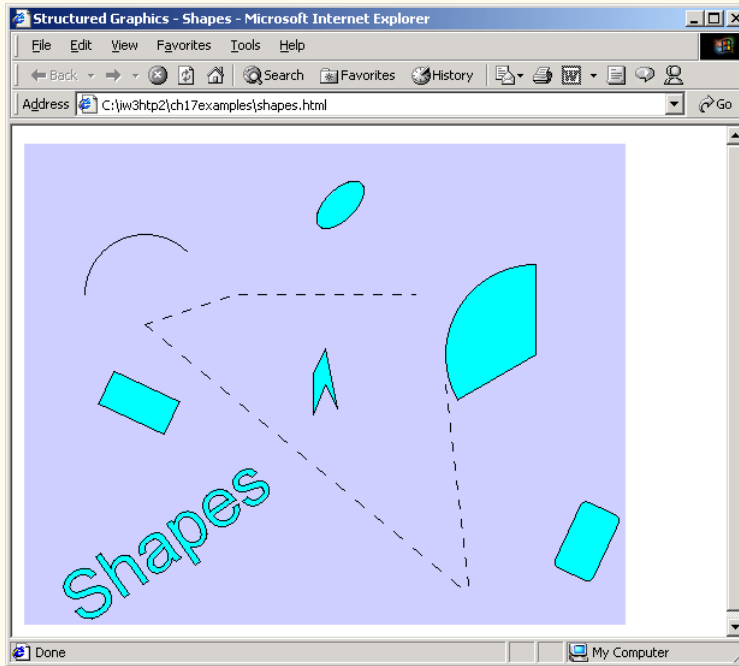 Structured Graphics - Shapes - Microsoft Internet Explorer
File Edit View Favorites Tools Help
Back Search Favorites History
Address C:\iw3htp2\ch17examples\shapes.html Go
Shapes
Done My Computer